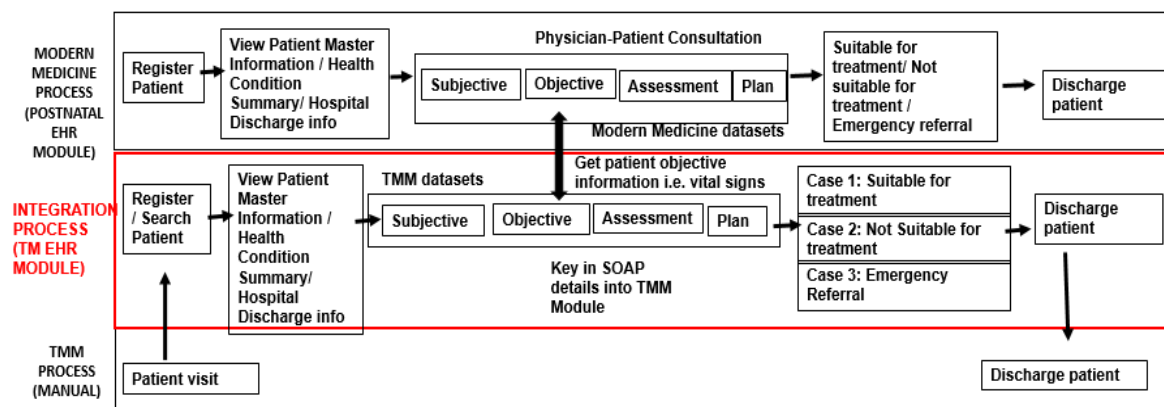 MODERN
MEDICINE
PROCESS
(POSTNATAL
EHR
MODULE)
Register
Patient
View Patient Master
Information / Health
Condition
Summary/ Hospital
Discharge info
Physician-Patient Consultation
Subjective
Objective
Assessment
Plan
Modern Medicine datasets
Suitable for
treatment/ Not
suitable for
treatment /
Emergency referral
Discharge
patient
INTEGRATION
PROCESS
(TM EHR
MODULE)
Register
/ Search
Patient
View Patient
Master
Information /
Health
Condition
Summary/
Hospital
Discharge info
TMM datasets
Get patient objective
information i.e. vital signs
Subjective
Objective
Assessment
Plan
Key in SOAP
details into TMM
Module
Case 1: Suitable for
treatment
Case 2: Not Suitable for
treatment
Case 3: Emergency
Referral
Discharge
patient
TMM
PROCESS
(MANUAL)
Patient visit
Discharge patient